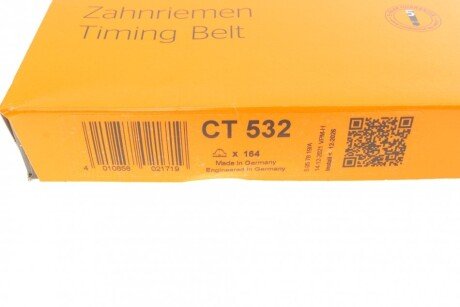 Zahnriemen
Timing Belt
CT 532
x 164
Made in Germany
Engineered in Germany
4 010858 021719